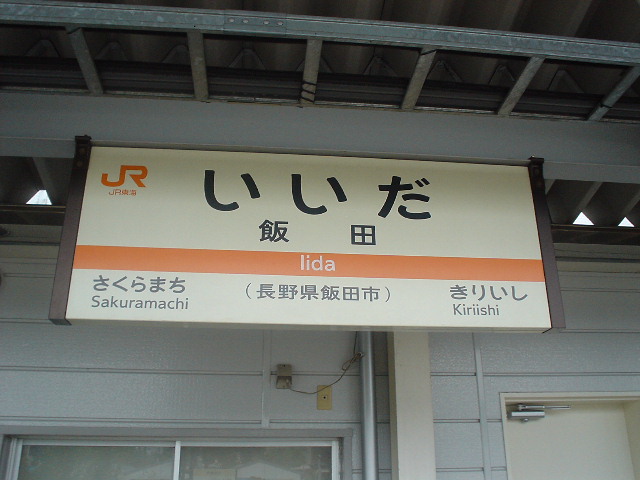 JR
JR東海
いいだ
飯田
Iida
さくらまち
Sakuramachi
(長野県飯田市)
きりいし
Kiriishi